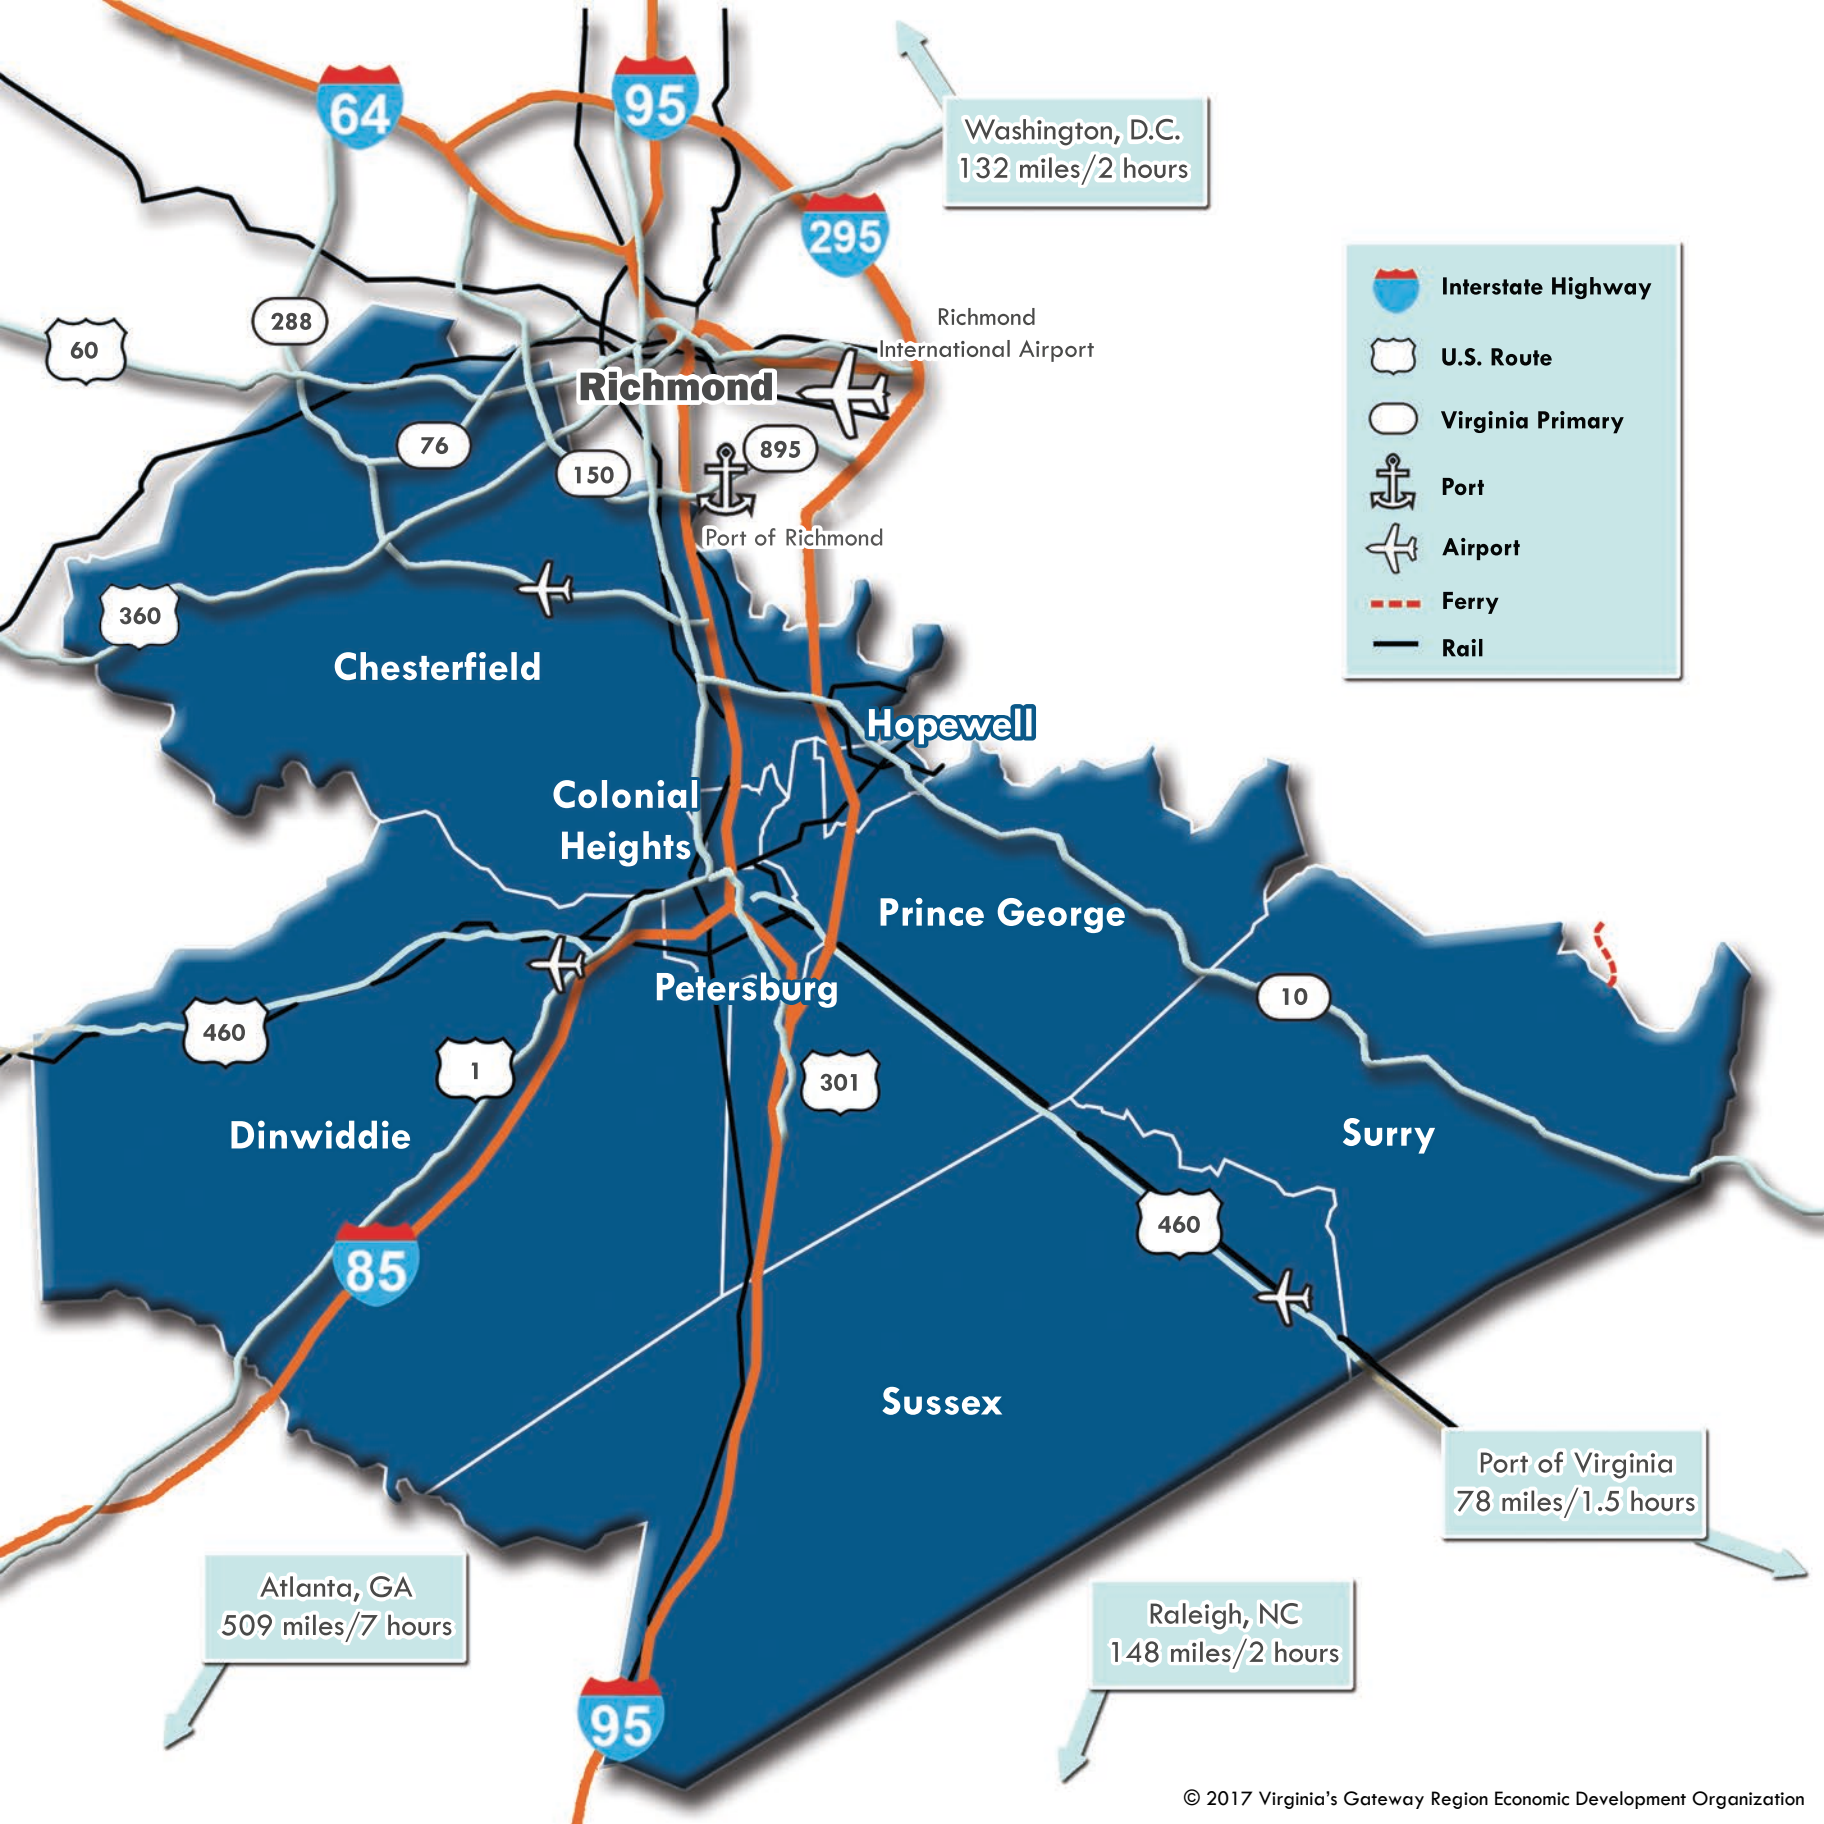 64
95
Washington, D.C.
132 miles/2 hours
295
Interstate Highway
U.S. Route
Virginia Primary
Port
Airport
Ferry
Rail
288
60
Richmond
International Airport
Richmond
76
895
150
Port of Richmond
360
Chesterfield
Hopewell
Colonial
Heights
Prince George
Petersburg
10
460
1
301
Dinwiddie
Surry
460
85
Sussex
Port of Virginia
78 miles/1.5 hours
Atlanta, GA
509 miles/7 hours
Raleigh, NC
148 miles/2 hours
95
© 2017 Virginia's Gateway Region Economic Development Organization